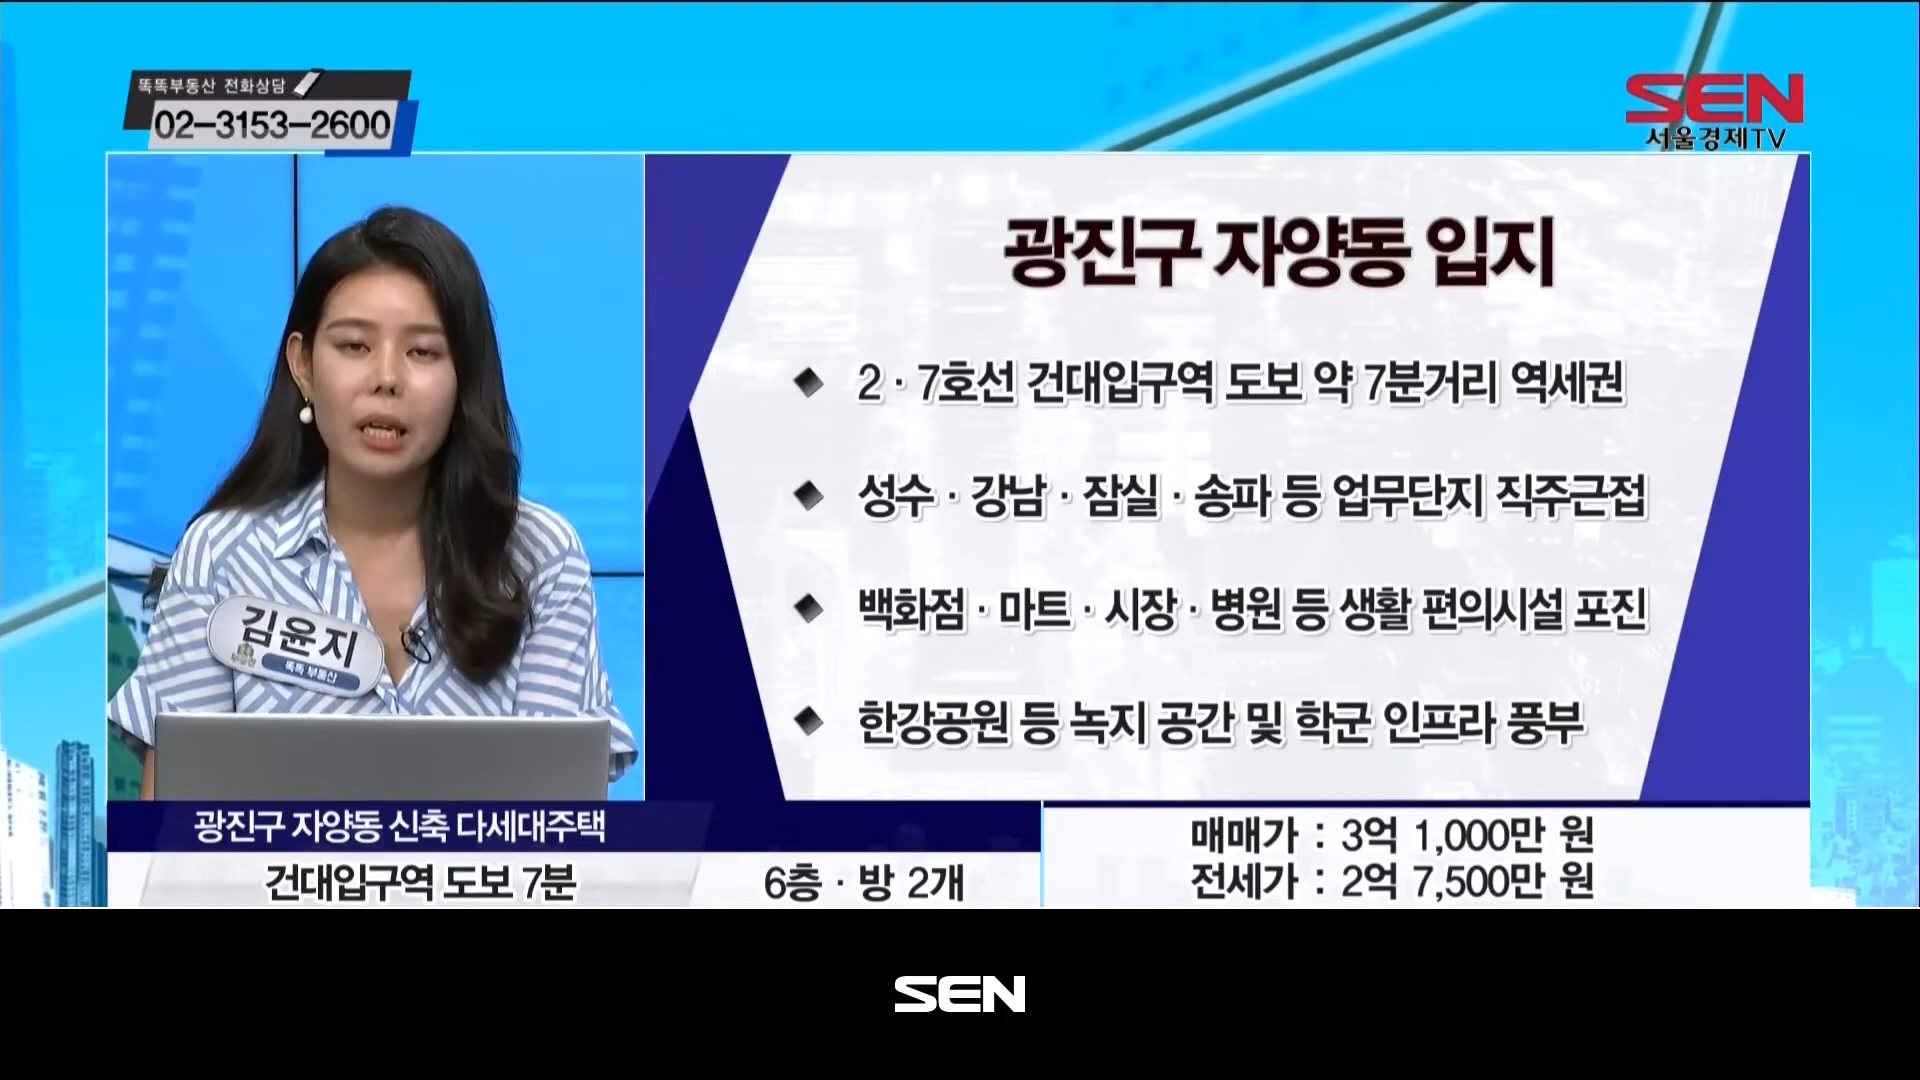 똑똑부동산 전화상담
02-3153-2600
SEN
서울경제TV
광진구 자양동 입지
2·7호선 건대입구역 도보 약 7분거리 역세권
성수·강남·잠실·송파 등 업무단지 직주근접
백화점·마트·시장·병원 등 생활 편의시설 포진
한강공원 등 녹지 공간 및 학군 인프라 풍부
김윤지
똑똑 부동산
광진구 자양동 신축 다세대주택
건대입구역 도보 7분
6층·방 2개
매매가 : 3억 1,000만 원
전세가 : 2억 7,500만 원
SEN